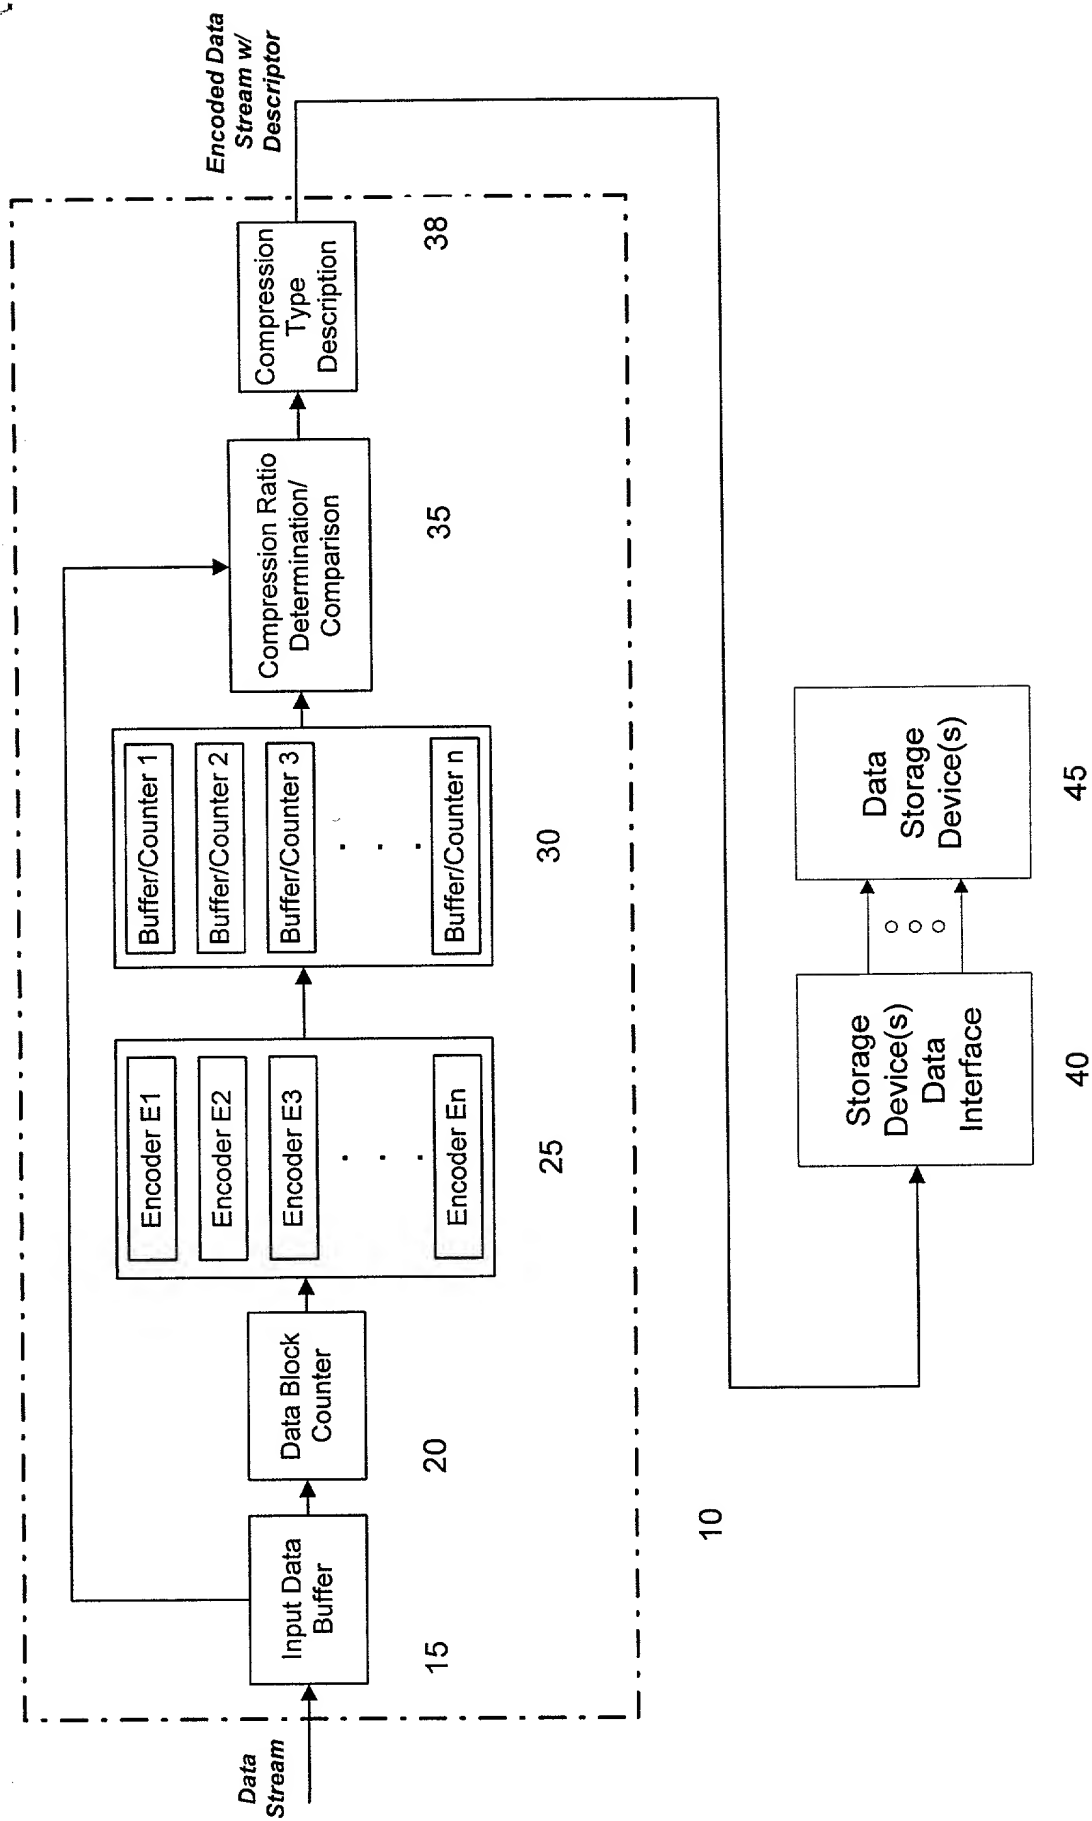 Data
Stream
Input Data
Buffer
15
Data Block
Counter
20
Encoder E1
Encoder E2
Encoder E3
Encoder En
25
Buffer/Counter 1
Buffer/Counter 2
Buffer/Counter 3
Buffer/Counter n
30
Compression Ratio
Determination/
Comparison
35
Compression
Type
Description
38
Encoded Data
Stream w/
Descriptor
10
Storage
Device(s)
Data
Interface
40
Data
Storage
Device(s)
45